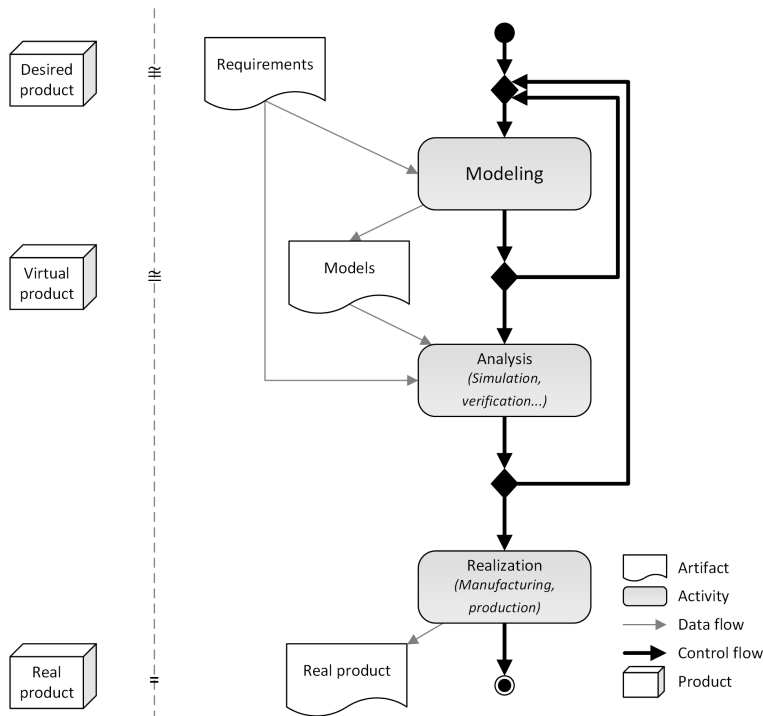 Desired
product
≅
Requirements
Modeling
Virtual
product
≅
Models
Analysis
(Simulation,
verification...)
Realization
(Manufacturing,
production)
Real
product
=
Real product
Artifact
Activity
Data flow
Control flow
Product